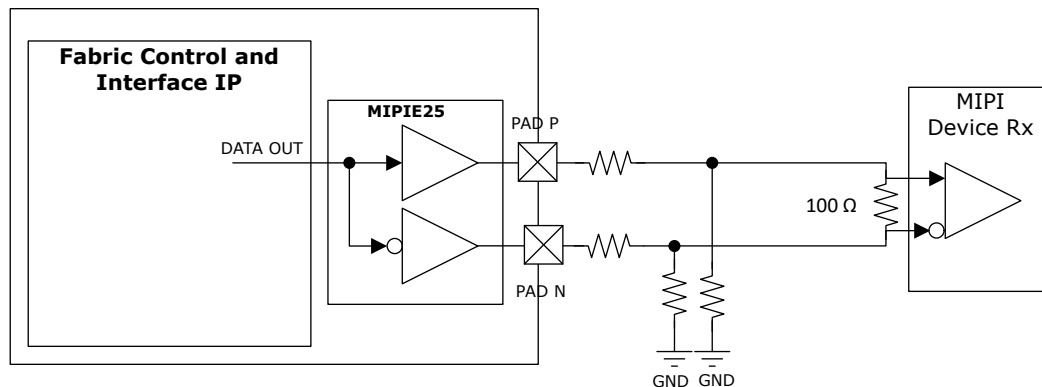 Fabric Control and
Interface IP
MIPIE25
DATA OUT
PAD P
PAD N
100 Ω
GND
GND
MIPI
Device Rx